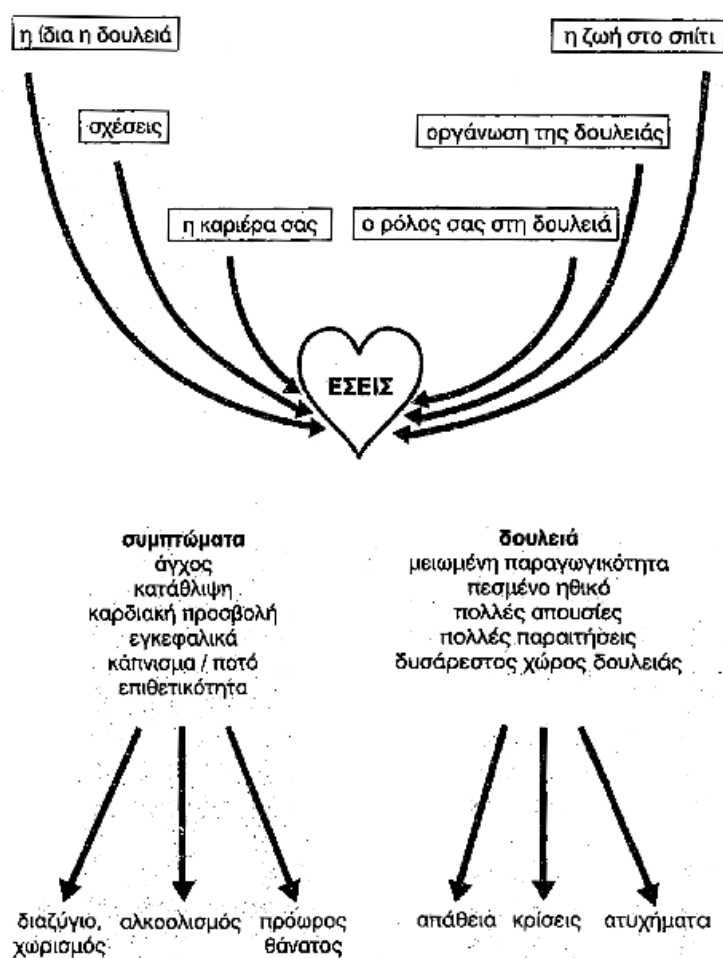 η ίδια η δουλειά
η ζωή στο σπίτι
σχέσεις
οργάνωση της δουλειάς
η καριέρα σας
ο ρόλος σας στη δουλειά
ΕΣΕΙΣ
συμπτώματα
άγχος
κατάθλιψη
καρδιακή προσβολή
εγκεφαλικά
κάπνισμα / ποτό
επιθετικότητα
δουλειά
μειωμένη παραγωγικότητα
πεσμένο ηθικό
πολλές απουσίες
πολλές παραιτήσεις
δυσάρεστος χώρος δουλειάς
διαζύγιο,
χωρισμός
αλκοολισμός
πρόωρος
θάνατος
απάθεια
κρίσεις
ατυχήματα